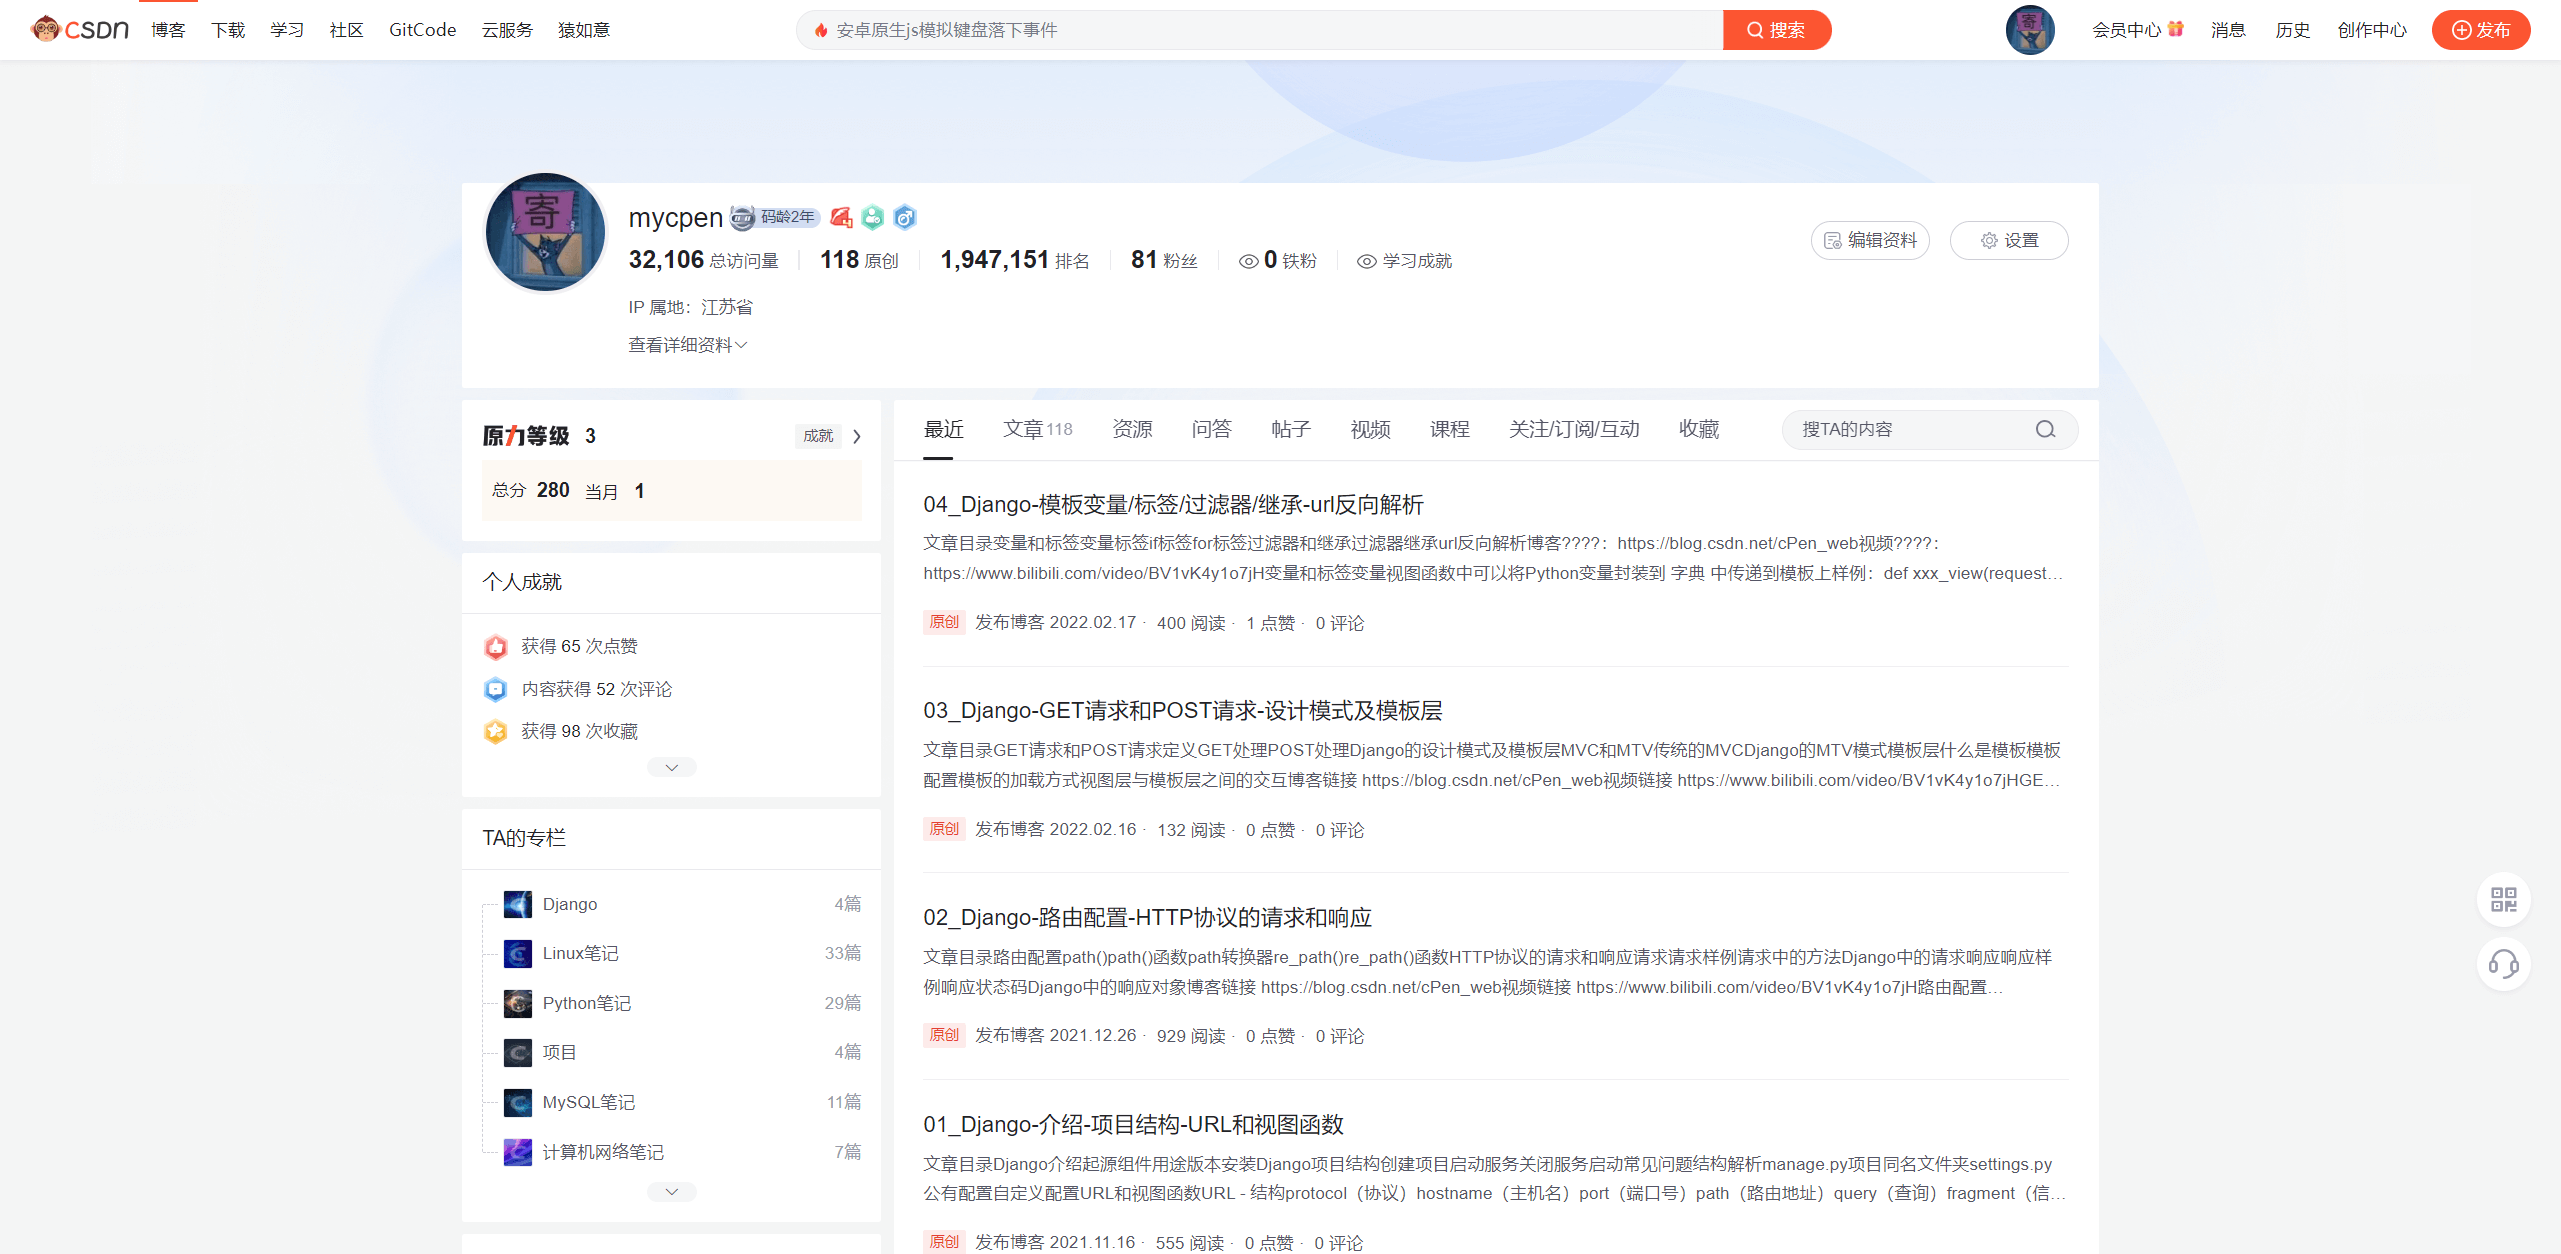 CSDN 博客 下载 学习 社区 GitCode 云服务 猿如意 安卓原生js模拟键盘落下事件 搜索 会员中心 消息 历史 创作中心 发布
寄
mycpen 码龄2年
编辑资料 设置
32,106 总访问量 118 原创 1,947,151 排名 81 粉丝 0 铁粉 学习成就
IP 属地：江苏省
查看详细资料
原力等级 3 成就
总分 280 当月 1
个人成就
获得 65 次点赞
内容获得 52 次评论
获得 98 次收藏
TA的专栏
Django 4篇
Linux笔记 33篇
Python笔记 29篇
项目 4篇
MySQL笔记 11篇
计算机网络笔记 7篇
最近 文章118 资源 问答 帖子 视频 课程 关注/订阅/互动 收藏 搜TA的内容
04_Django-模板变量/标签/过滤器/继承-url反向解析
文章目录变量和标签变量标签if标签for标签过滤器和继承过滤器继承url反向解析博客????：https://blog.csdn.net/cPen_web视频????：
https://www.bilibili.com/video/BV1vK4y1o7jH变量和标签变量视图函数中可以将Python变量封装到 字典 中传递到模板上样例：def xxx_view(request…
原创 发布博客 2022.02.17 · 400 阅读 · 1 点赞 · 0 评论
03_Django-GET请求和POST请求-设计模式及模板层
文章目录GET请求和POST请求定义GET处理POST处理Django的设计模式及模板层MVC和MTV传统的MVCDjango的MTV模式模板层什么是模板模板
配置模板的加载方式视图层与模板层之间的交互博客链接 https://blog.csdn.net/cPen_web视频链接 https://www.bilibili.com/video/BV1vK4y1o7jHGE…
原创 发布博客 2022.02.16 · 132 阅读 · 0 点赞 · 0 评论
02_Django-路由配置-HTTP协议的请求和响应
文章目录路由配置path()path()函数path转换器re_path()re_path()函数HTTP协议的请求和响应请求请求样例请求中的方法Django中的请求响应响应样
例响应状态码Django中的响应对象博客链接 https://blog.csdn.net/cPen_web视频链接 https://www.bilibili.com/video/BV1vK4y1o7jH路由配置…
原创 发布博客 2021.12.26 · 929 阅读 · 0 点赞 · 0 评论
01_Django-介绍-项目结构-URL和视图函数
文章目录Django介绍起源组件用途版本安装Django项目结构创建项目启动服务关闭服务启动常见问题结构解析manage.py项目同名文件夹settings.py
公有配置自定义配置URL和视图函数URL - 结构protocol（协议）hostname（主机名）port（端口号）path（路由地址）query（查询）fragment（信…
原创 发布博客 2021.11.16 · 555 阅读 · 0 点赞 · 0 评论